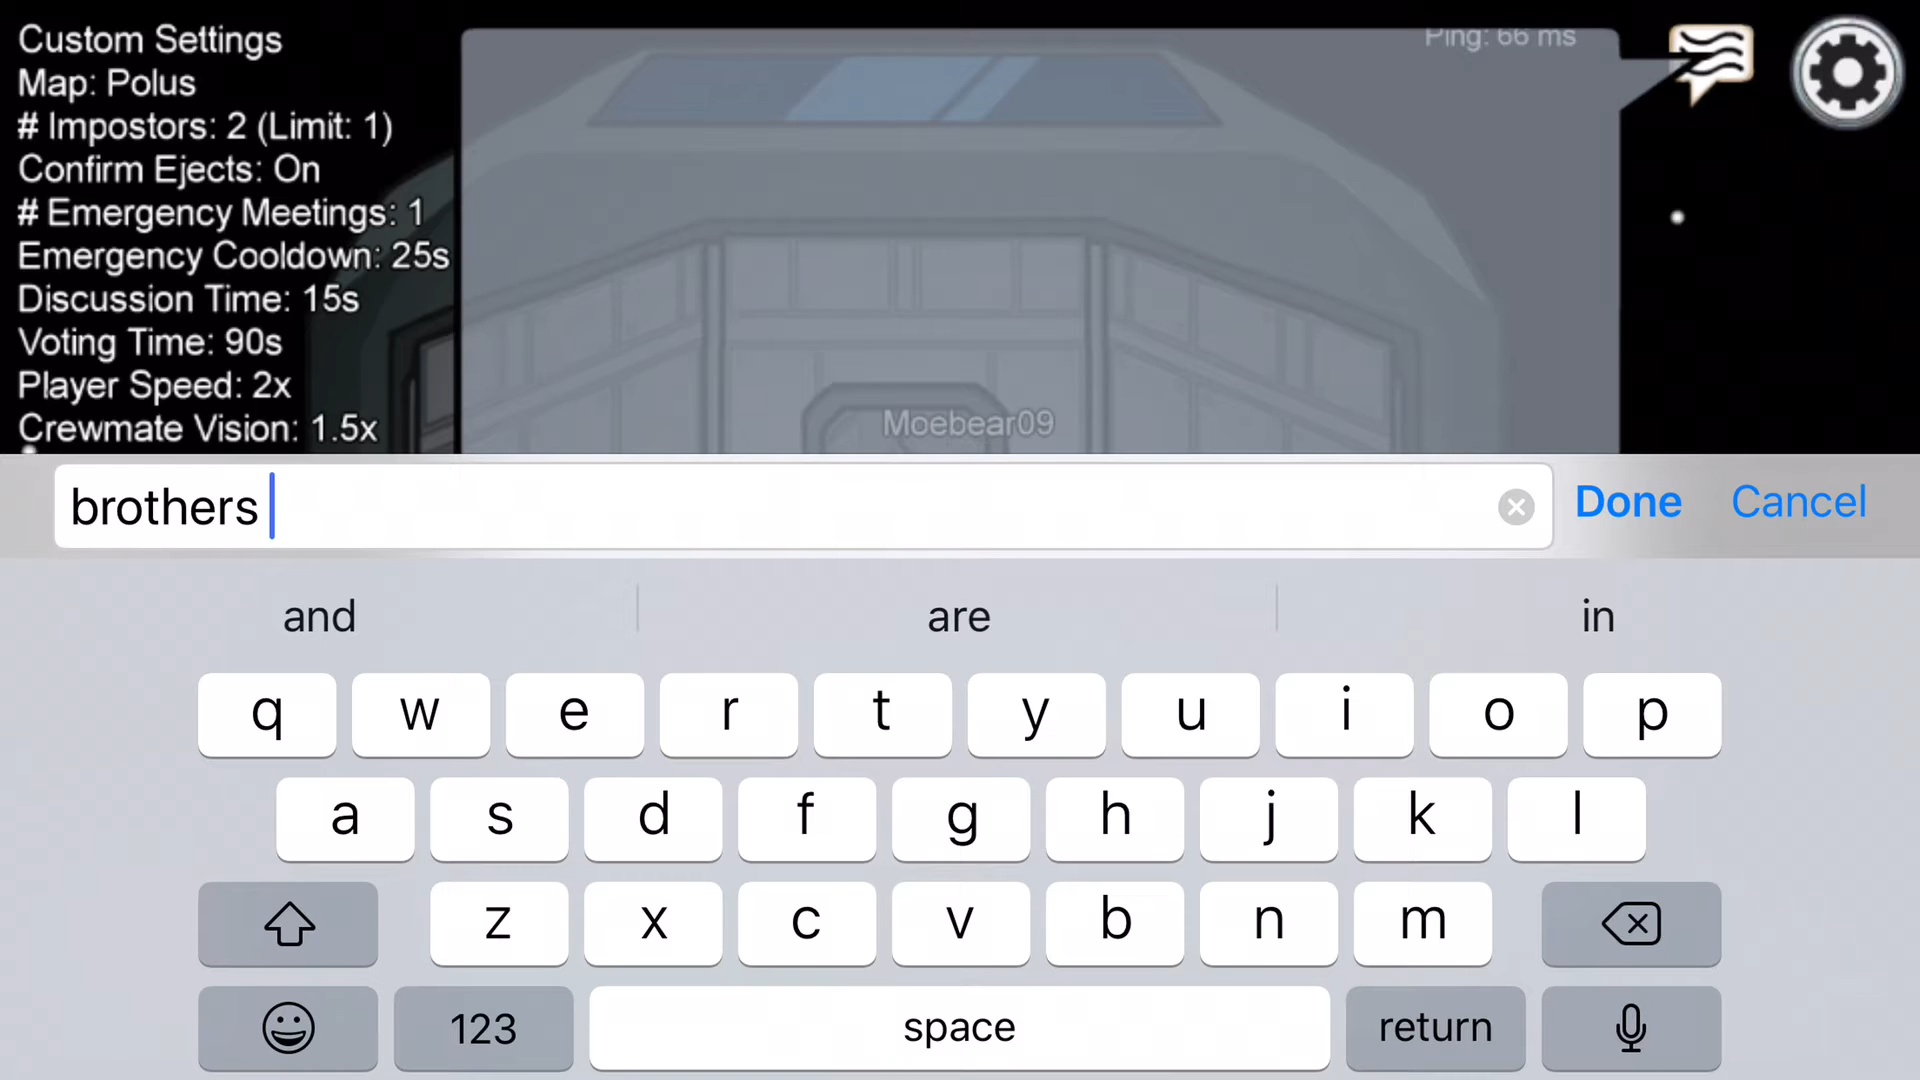 Custom Settings
Map: Polus
# Impostors: 2 (Limit: 1)
Confirm Ejects: On
# Emergency Meetings: 1
Emergency Cooldown: 25s
Discussion Time: 15s
Voting Time: 90s
Player Speed: 2x
Crewmate Vision: 1.5x
Ping: 66 ms
Moebear09
brothers
Done Cancel
and are in
q w e r t y u i o p
a s d f g h j k l
z x c v b n m
123 space return